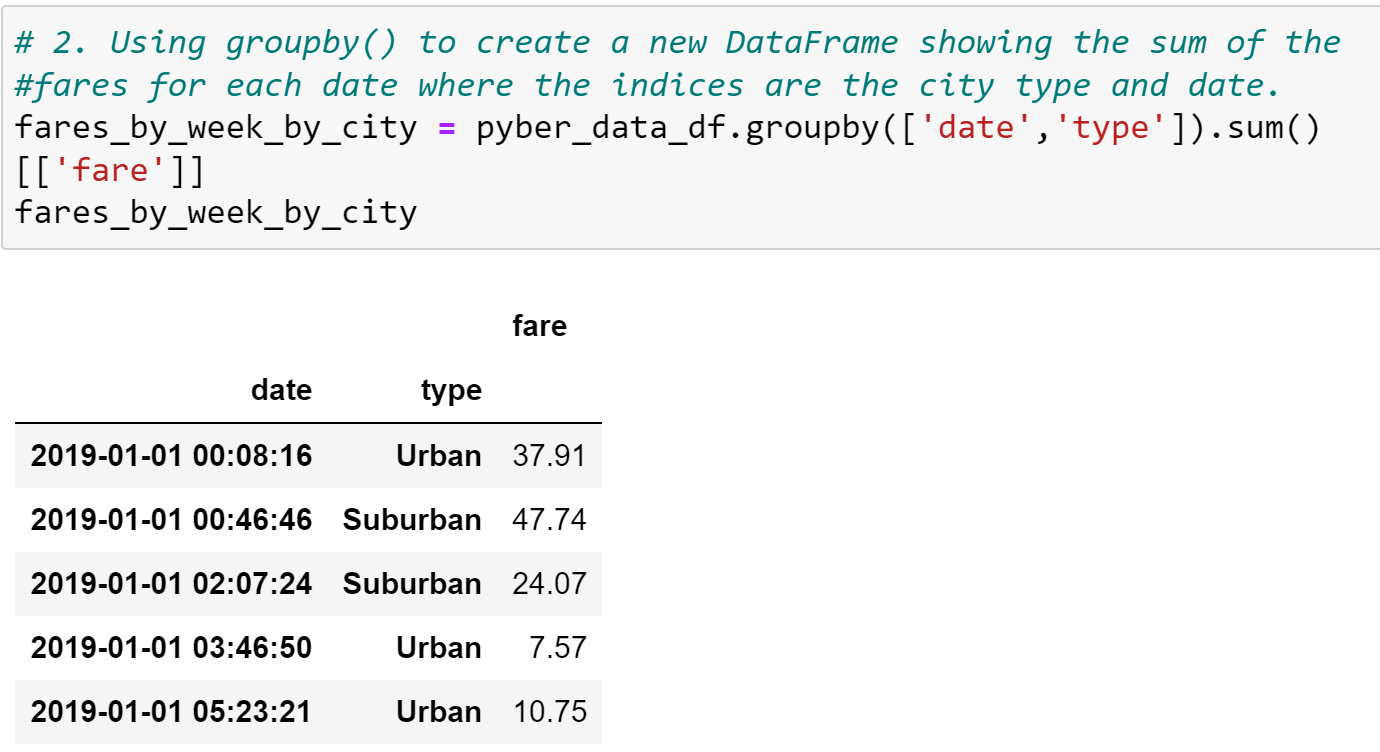 # 2. Using groupby() to create a new DataFrame showing the sum of the
#fares for each date where the indices are the city type and date.
fares_by_week_by_city = pyber_data_df.groupby(['date','type']).sum()
[['fare']]
fares_by_week_by_city
fare
date type
2019-01-01 00:08:16 Urban 37.91
2019-01-01 00:46:46 Suburban 47.74
2019-01-01 02:07:24 Suburban 24.07
2019-01-01 03:46:50 Urban 7.57
2019-01-01 05:23:21 Urban 10.75